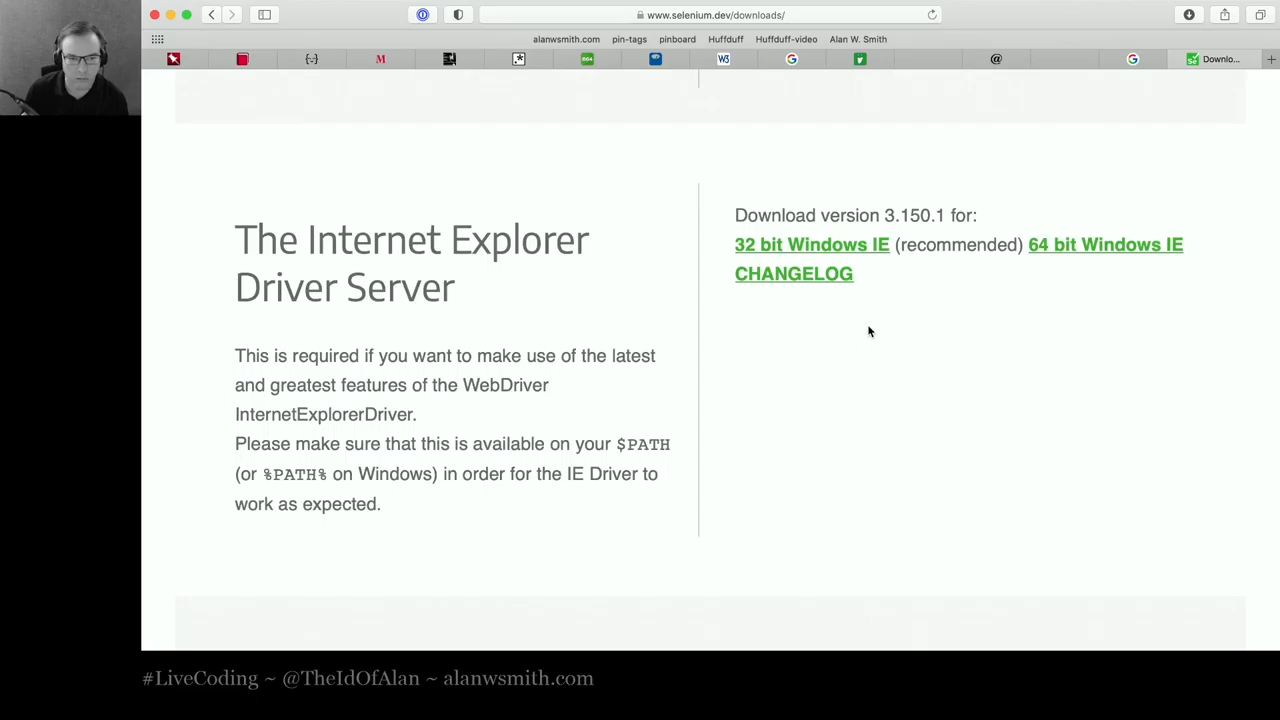 www.selenium.dev/downloads/
alanwsmith.com pin-tags pinboard Huffduff Huffduff-video Alan W. Smith
{-} M .* B64 W3 G @ G Se Downlo...
The Internet Explorer
Driver Server
This is required if you want to make use of the latest
and greatest features of the WebDriver
InternetExplorerDriver.
Please make sure that this is available on your $PATH
(or %PATH% on Windows) in order for the IE Driver to
work as expected.
Download version 3.150.1 for:
32 bit Windows IE (recommended) 64 bit Windows IE
CHANGELOG
#LiveCoding ~ @TheIdOfAlan ~ alanwsmith.com